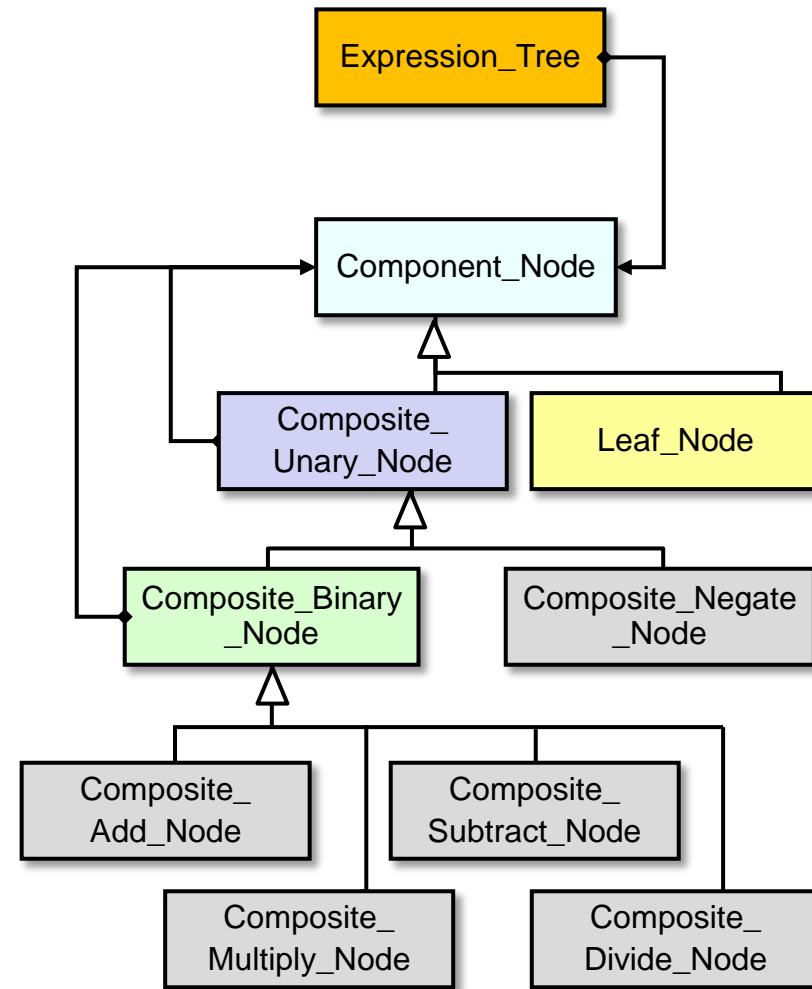 Expression_Tree
Component_Node
Composite_
Unary_Node
Leaf_Node
Composite_Binary
_Node
Composite_Negate
_Node
Composite_
Add_Node
Composite_
Subtract_Node
Composite_
Multiply_Node
Composite_
Divide_Node